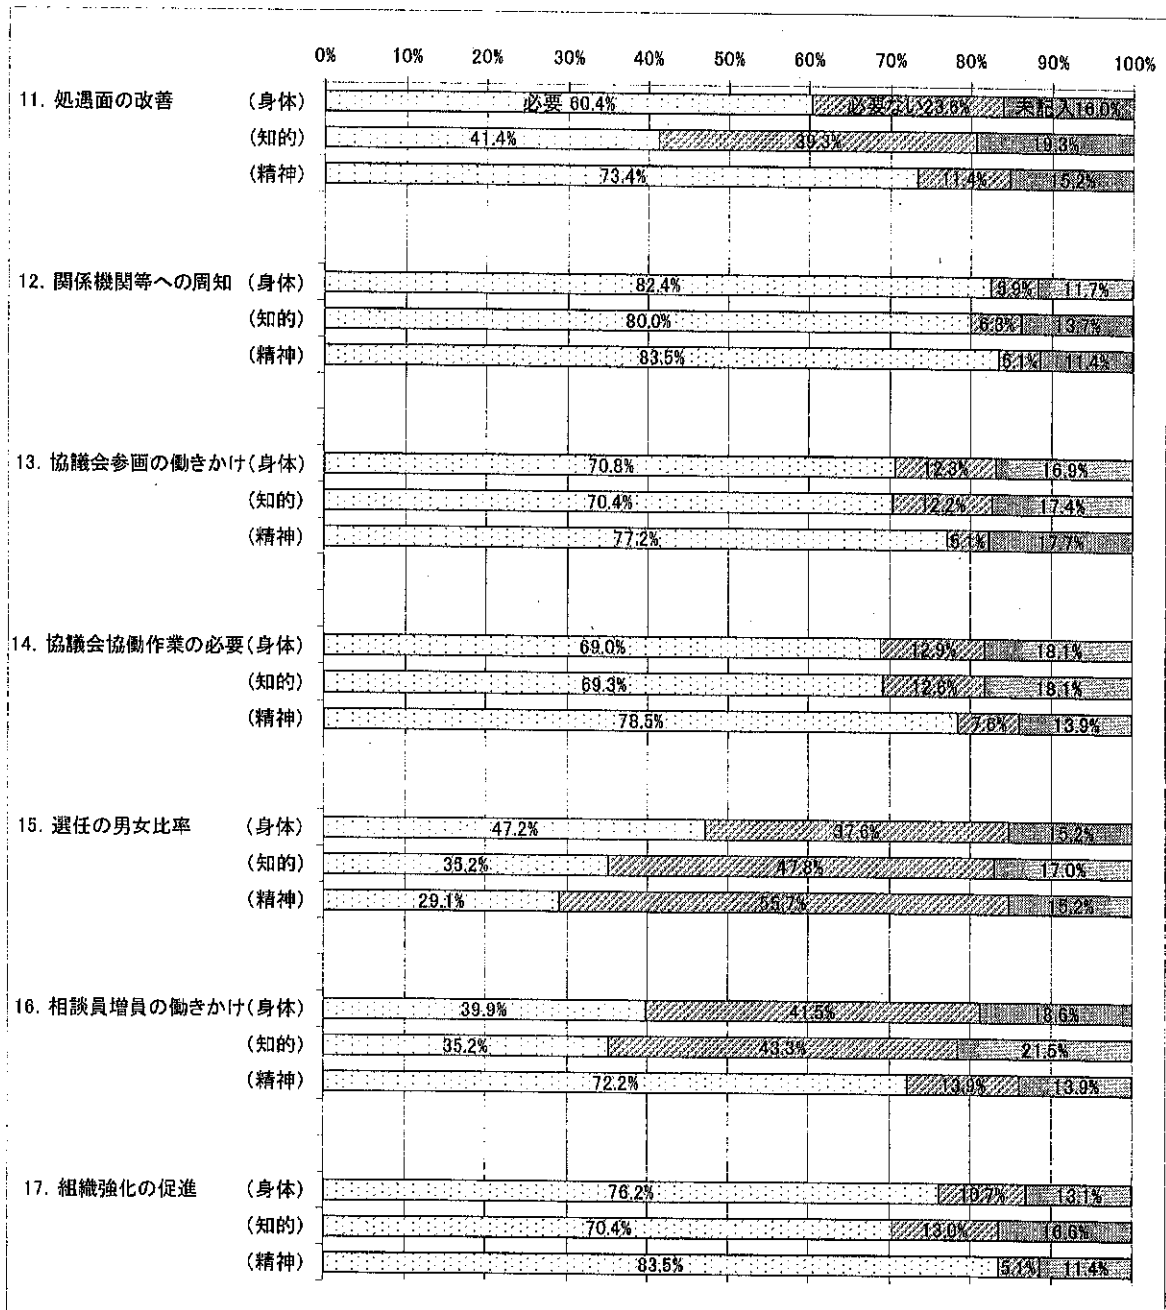 0% 10% 20% 30% 40% 50% 60% 70% 80% 90% 100%
11. 処遇面の改善 (身体) 必要 60.4% 必要ない23.6% 未記入16.0%
(知的) 41.4% 39.3% 19.3%
(精神) 73.4% 11.4% 15.2%
12. 関係機関等への周知 (身体) 82.4% 5.9% 11.7%
(知的) 80.0% 6.3% 13.7%
(精神) 83.5% 5.1% 11.4%
13. 協議会参画の働きかけ(身体) 70.8% 12.3% 16.9%
(知的) 70.4% 12.2% 17.4%
(精神) 77.2% 5.1% 17.7%
14. 協議会協働作業の必要(身体) 69.0% 12.9% 18.1%
(知的) 69.3% 12.6% 18.1%
(精神) 78.5% 7.6% 13.9%
15. 選任の男女比率 (身体) 47.2% 37.6% 15.2%
(知的) 35.2% 47.8% 17.0%
(精神) 29.1% 55.7% 15.2%
16. 相談員増員の働きかけ(身体) 39.9% 41.5% 18.6%
(知的) 35.2% 43.3% 21.5%
(精神) 72.2% 13.9% 13.9%
17. 組織強化の促進 (身体) 76.2% 10.7% 13.1%
(知的) 70.4% 13.0% 16.6%
(精神) 83.5% 5.1% 11.4%